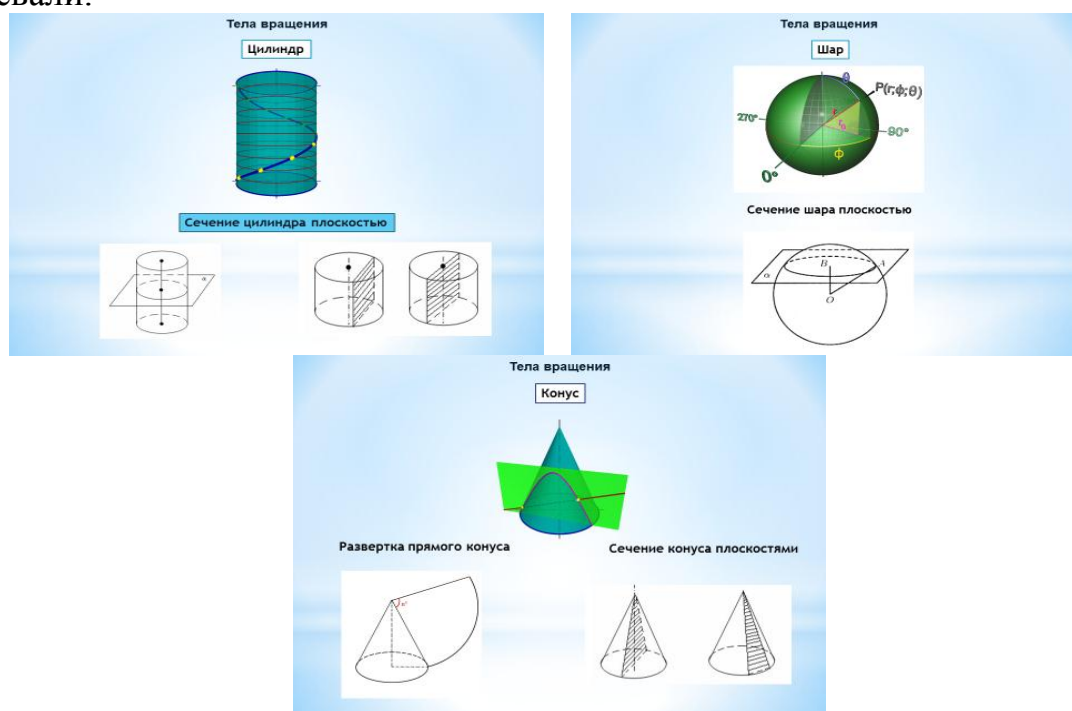 Тела вращения
Цилиндр
Сечение цилиндра плоскостью
α
Тела вращения
Шар
θ
P(r;ϕ;θ)
270°
r
90°
ϕ
0°
Сечение шара плоскостью
B
A
α
O
Тела вращения
Конус
Развертка прямого конуса
Сечение конуса плоскостями